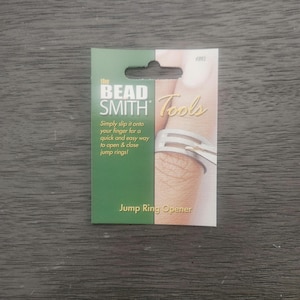 the
BEAD
SMITH™
Tools
Simply slip it onto
your finger for a
quick and easy way
to open & close
jump rings!
Jump Ring Opener